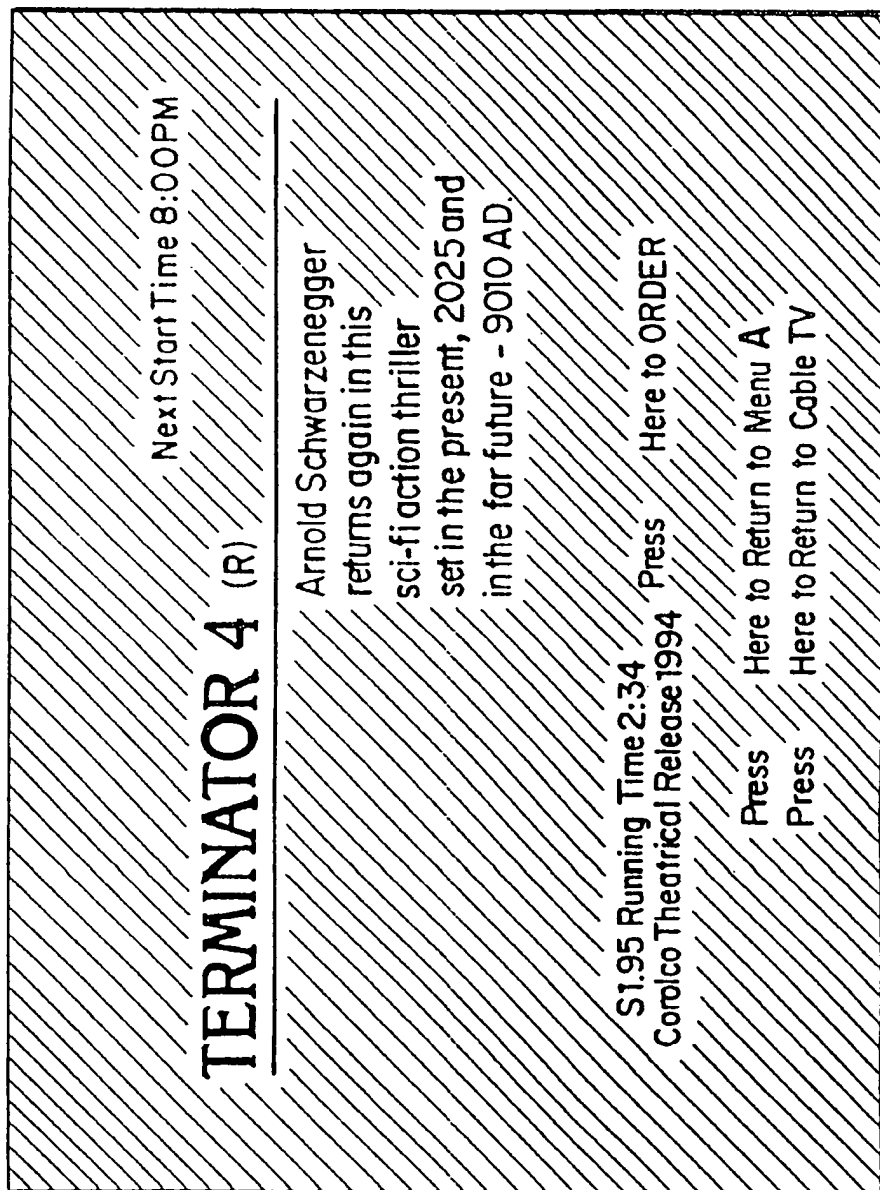 Next Start Time 8:00PM
TERMINATOR 4 (R)
Arnold Schwarzenegger
returns again in this
sci-fi action thriller
set in the present, 2025 and
in the far future - 9010 AD.
S1.95 Running Time 2:34 Press Here to ORDER
Corolco Theatrical Release 1994
Press Here to Return to Menu A
Press Here to Return to Cable TV